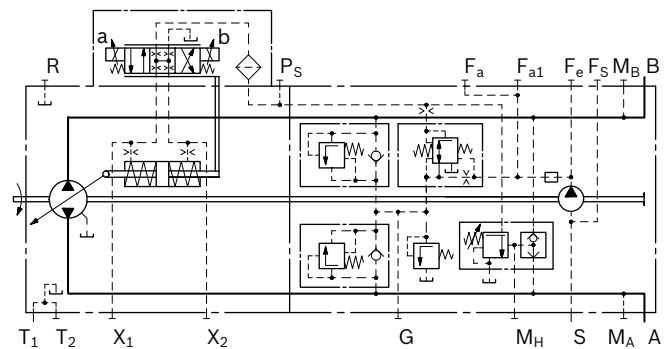 a b
R P_S F_a F_a1 F_e F_S M_B B
T_1 T_2 X_1 X_2 G M_H S M_A A